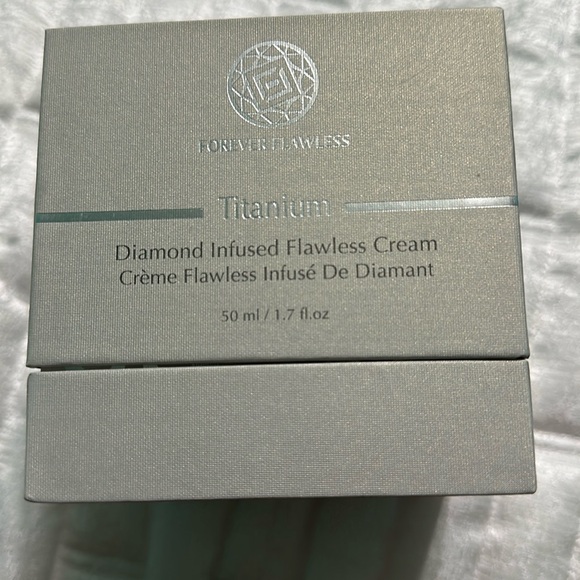 FOREVER FLAWLESS
Titanium
Diamond Infused Flawless Cream
Crème Flawless Infusé De Diamant
50 ml / 1.7 fl.oz